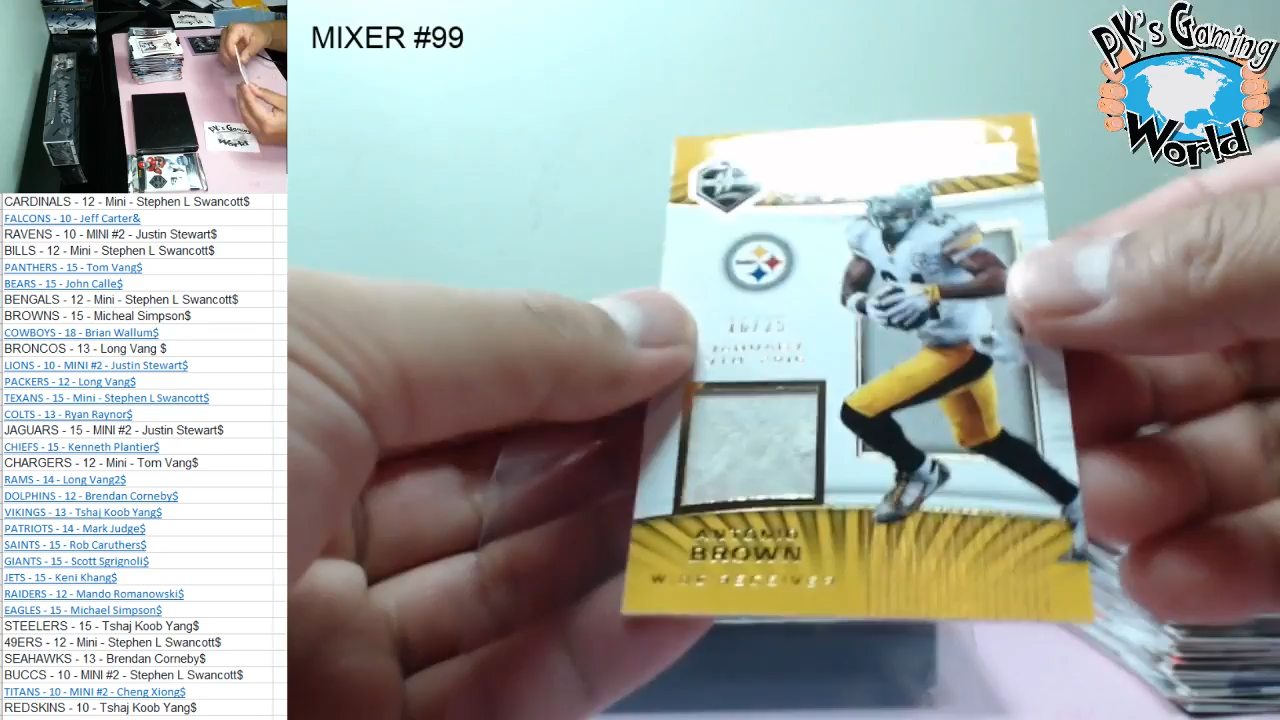 MIXER #99
PK's Gaming
World
PK's Gaming
World
CARDINALS - 12 - Mini - Stephen L Swancott$
FALCONS - 10 - Jeff Carter&
RAVENS - 10 - MINI #2 - Justin Stewart$
BILLS - 12 - Mini - Stephen L Swancott$
PANTHERS - 15 - Tom Vang$
BEARS - 15 - John Calle$
BENGALS - 12 - Mini - Stephen L Swancott$
BROWNS - 15 - Micheal Simpson$
COWBOYS - 18 - Brian Wallum$
BRONCOS - 13 - Long Vang $
LIONS - 10 - MINI #2 - Justin Stewart$
PACKERS - 12 - Long Vang$
TEXANS - 15 - Mini - Stephen L Swancott$
COLTS - 13 - Ryan Raynor$
JAGUARS - 15 - MINI #2 - Justin Stewart$
CHIEFS - 15 - Kenneth Plantier$
CHARGERS - 12 - Mini - Tom Vang$
RAMS - 14 - Long Vang2$
DOLPHINS - 12 - Brendan Corneby$
VIKINGS - 13 - Tshaj Koob Yang$
PATRIOTS - 14 - Mark Judge$
SAINTS - 15 - Rob Caruthers$
GIANTS - 15 - Scott Sgrignoli$
JETS - 15 - Keni Khang$
RAIDERS - 12 - Mando Romanowski$
EAGLES - 15 - Michael Simpson$
STEELERS - 15 - Tshaj Koob Yang$
49ERS - 12 - Mini - Stephen L Swancott$
SEAHAWKS - 13 - Brendan Corneby$
BUCCS - 10 - MINI #2 - Stephen L Swancott$
TITANS - 10 - MINI #2 - Cheng Xiong$
REDSKINS - 10 - Tshaj Koob Yang$
ANTONIO
BROWN
WIDE RECEIVER